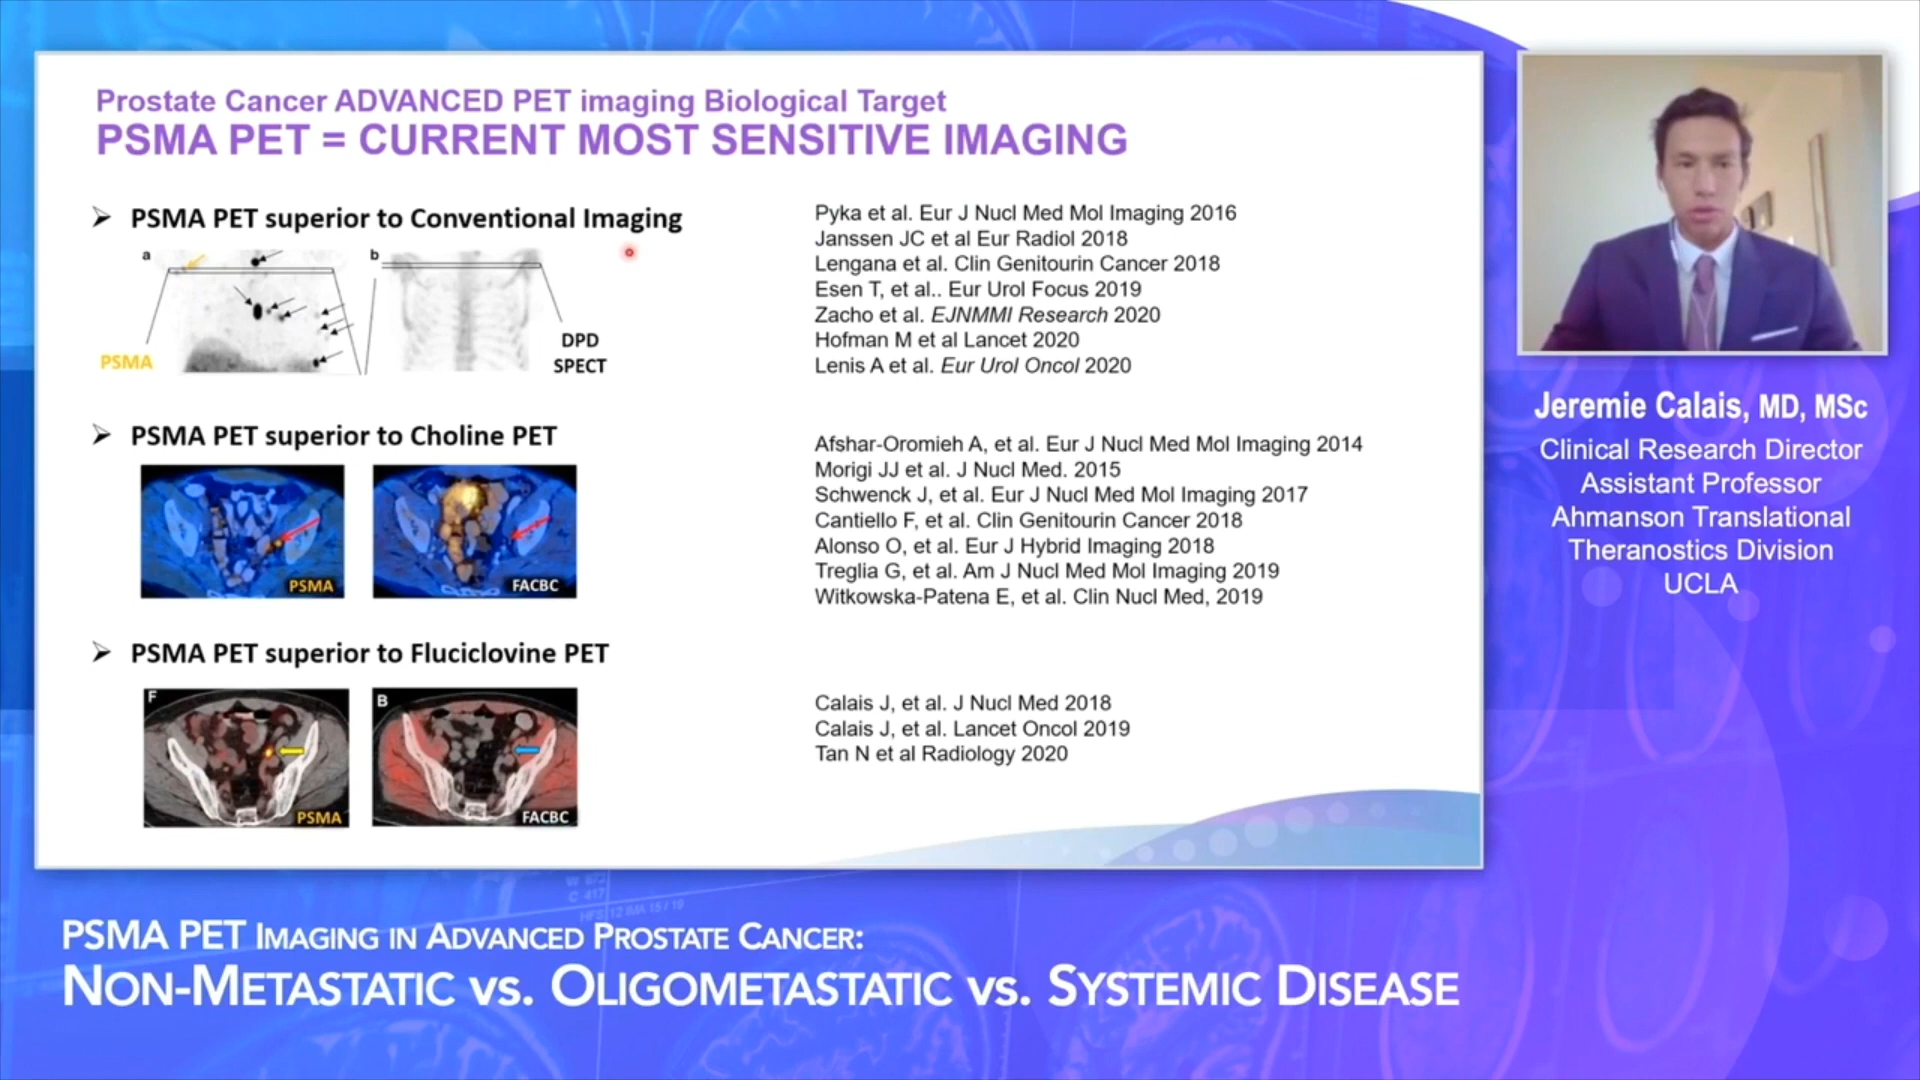 Prostate Cancer ADVANCED PET imaging Biological Target
PSMA PET = CURRENT MOST SENSITIVE IMAGING
PSMA PET superior to Conventional Imaging
a
b
PSMA
DPD
SPECT
Pyka et al. Eur J Nucl Med Mol Imaging 2016
Janssen JC et al Eur Radiol 2018
Lengana et al. Clin Genitourin Cancer 2018
Esen T, et al.. Eur Urol Focus 2019
Zacho et al. EJNMMI Research 2020
Hofman M et al Lancet 2020
Lenis A et al. Eur Urol Oncol 2020
PSMA PET superior to Choline PET
PSMA
FACBC
Afshar-Oromieh A, et al. Eur J Nucl Med Mol Imaging 2014
Morigi JJ et al. J Nucl Med. 2015
Schwenck J, et al. Eur J Nucl Med Mol Imaging 2017
Cantiello F, et al. Clin Genitourin Cancer 2018
Alonso O, et al. Eur J Hybrid Imaging 2018
Treglia G, et al. Am J Nucl Med Mol Imaging 2019
Witkowska-Patena E, et al. Clin Nucl Med, 2019
PSMA PET superior to Fluciclovine PET
F
B
PSMA
FACBC
Calais J, et al. J Nucl Med 2018
Calais J, et al. Lancet Oncol 2019
Tan N et al Radiology 2020
Jeremie Calais, MD, MSc
Clinical Research Director
Assistant Professor
Ahmanson Translational
Theranostics Division
UCLA
C 417
HFS 12 IMA 15 / 19
PSMA PET IMAGING IN ADVANCED PROSTATE CANCER:
NON-METASTATIC VS. OLIGOMETASTATIC VS. SYSTEMIC DISEASE